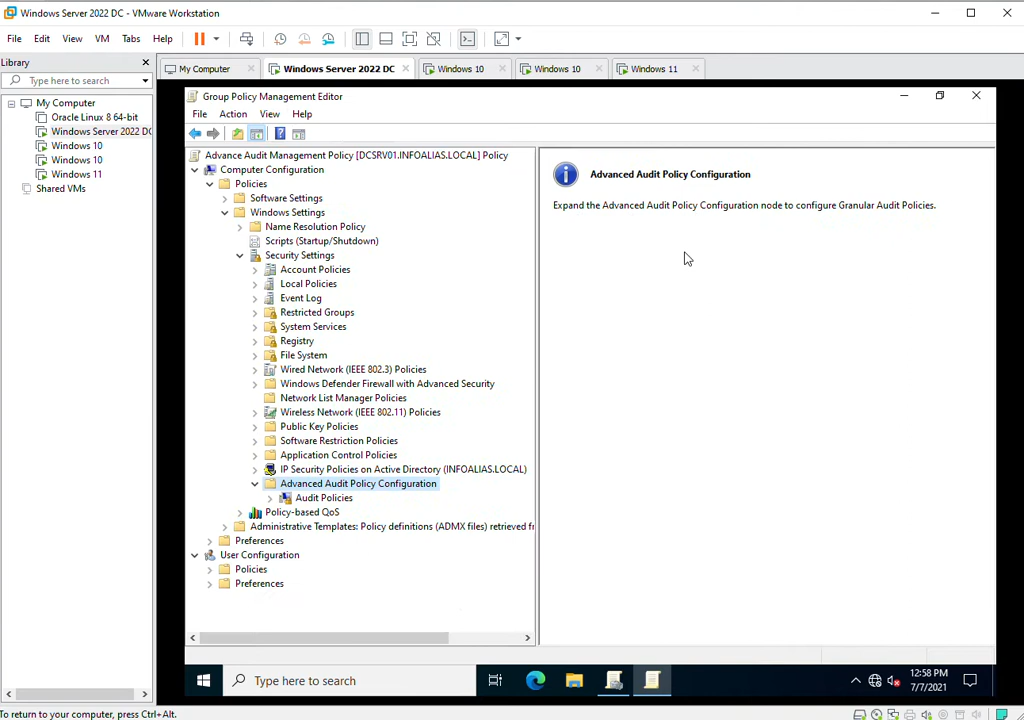 Windows Server 2022 DC - VMware Workstation
File Edit View VM Tabs Help
Library
Type here to search
My Computer
Oracle Linux 8 64-bit
Windows Server 2022 DC
Windows 10
Windows 10
Windows 11
Shared VMs
My Computer Windows Server 2022 DC Windows 10 Windows 10 Windows 11
Group Policy Management Editor
File Action View Help
Advance Audit Management Policy [DCSRV01.INFOALIAS.LOCAL] Policy
Computer Configuration
Policies
Software Settings
Windows Settings
Name Resolution Policy
Scripts (Startup/Shutdown)
Security Settings
Account Policies
Local Policies
Event Log
Restricted Groups
System Services
Registry
File System
Wired Network (IEEE 802.3) Policies
Windows Defender Firewall with Advanced Security
Network List Manager Policies
Wireless Network (IEEE 802.11) Policies
Public Key Policies
Software Restriction Policies
Application Control Policies
IP Security Policies on Active Directory (INFOALIAS.LOCAL)
Advanced Audit Policy Configuration
Audit Policies
Policy-based QoS
Administrative Templates: Policy definitions (ADMX files) retrieved fr
Preferences
User Configuration
Policies
Preferences
Advanced Audit Policy Configuration
Expand the Advanced Audit Policy Configuration node to configure Granular Audit Policies.
Type here to search
12:58 PM
7/7/2021
To return to your computer, press Ctrl+Alt.